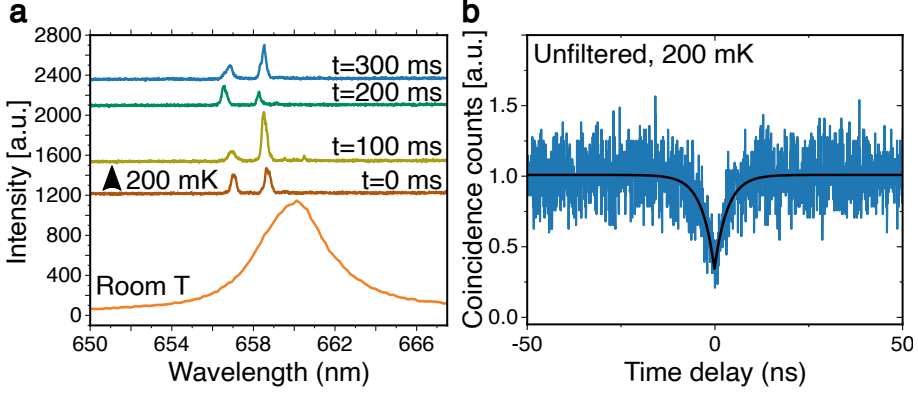 a
2800
2400
2000
1600
1200
800
400
0
Intensity [a.u.]
t=300 ms
t=200 ms
t=100 ms
200 mK
t=0 ms
Room T
650
654
658
662
666
Wavelength (nm)
b
Unfiltered, 200 mK
1.5
1.0
0.5
0.0
Coincidence counts [a.u.]
-50
0
50
Time delay (ns)